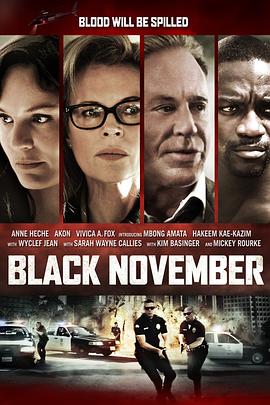 BLOOD WILL BE SPILLED
ANNE HECHE AKON VIVICA A. FOX INTRODUCING MBONG AMATA HAKEEM KAE-KAZIM
WITH WYCLEF JEAN WITH SARAH WAYNE CALLIES WITH KIM BASINGER AND MICKEY ROURKE
BLACK NOVEMBER